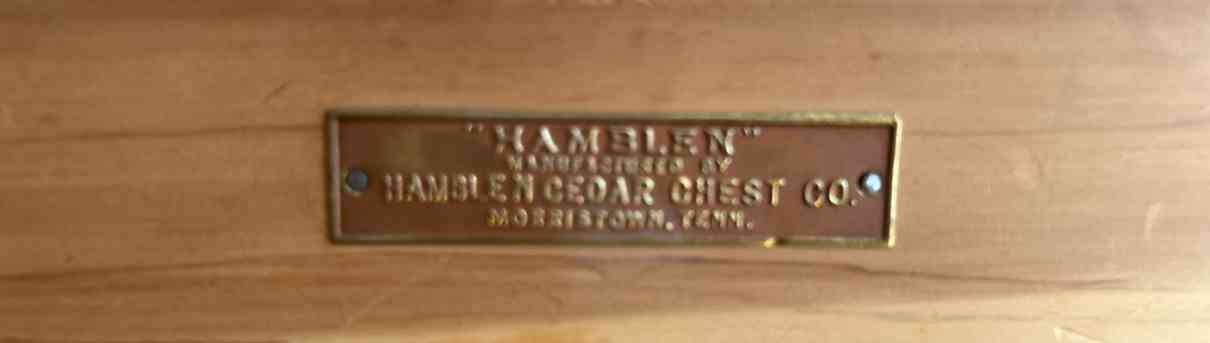 "HAMBLEN"
MANUFACTURED BY
HAMBLEN CEDAR CHEST CO.
MORRISTOWN, TENN.